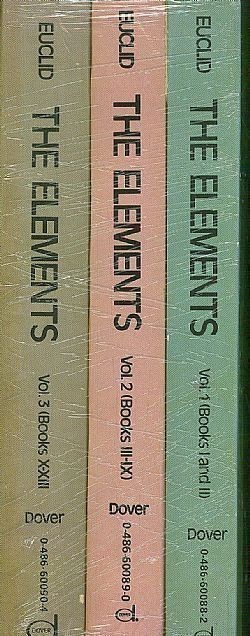 EUCLID THE ELEMENTS Vol. 3 (Books X-XIII Dover 0-486-60090-4
EUCLID THE ELEMENTS Vol. 2 (Books III-IX) Dover 0-486-60089-0
EUCLID THE ELEMENTS Vol. 1 (Books I and II) Dover 0-486-60088-2